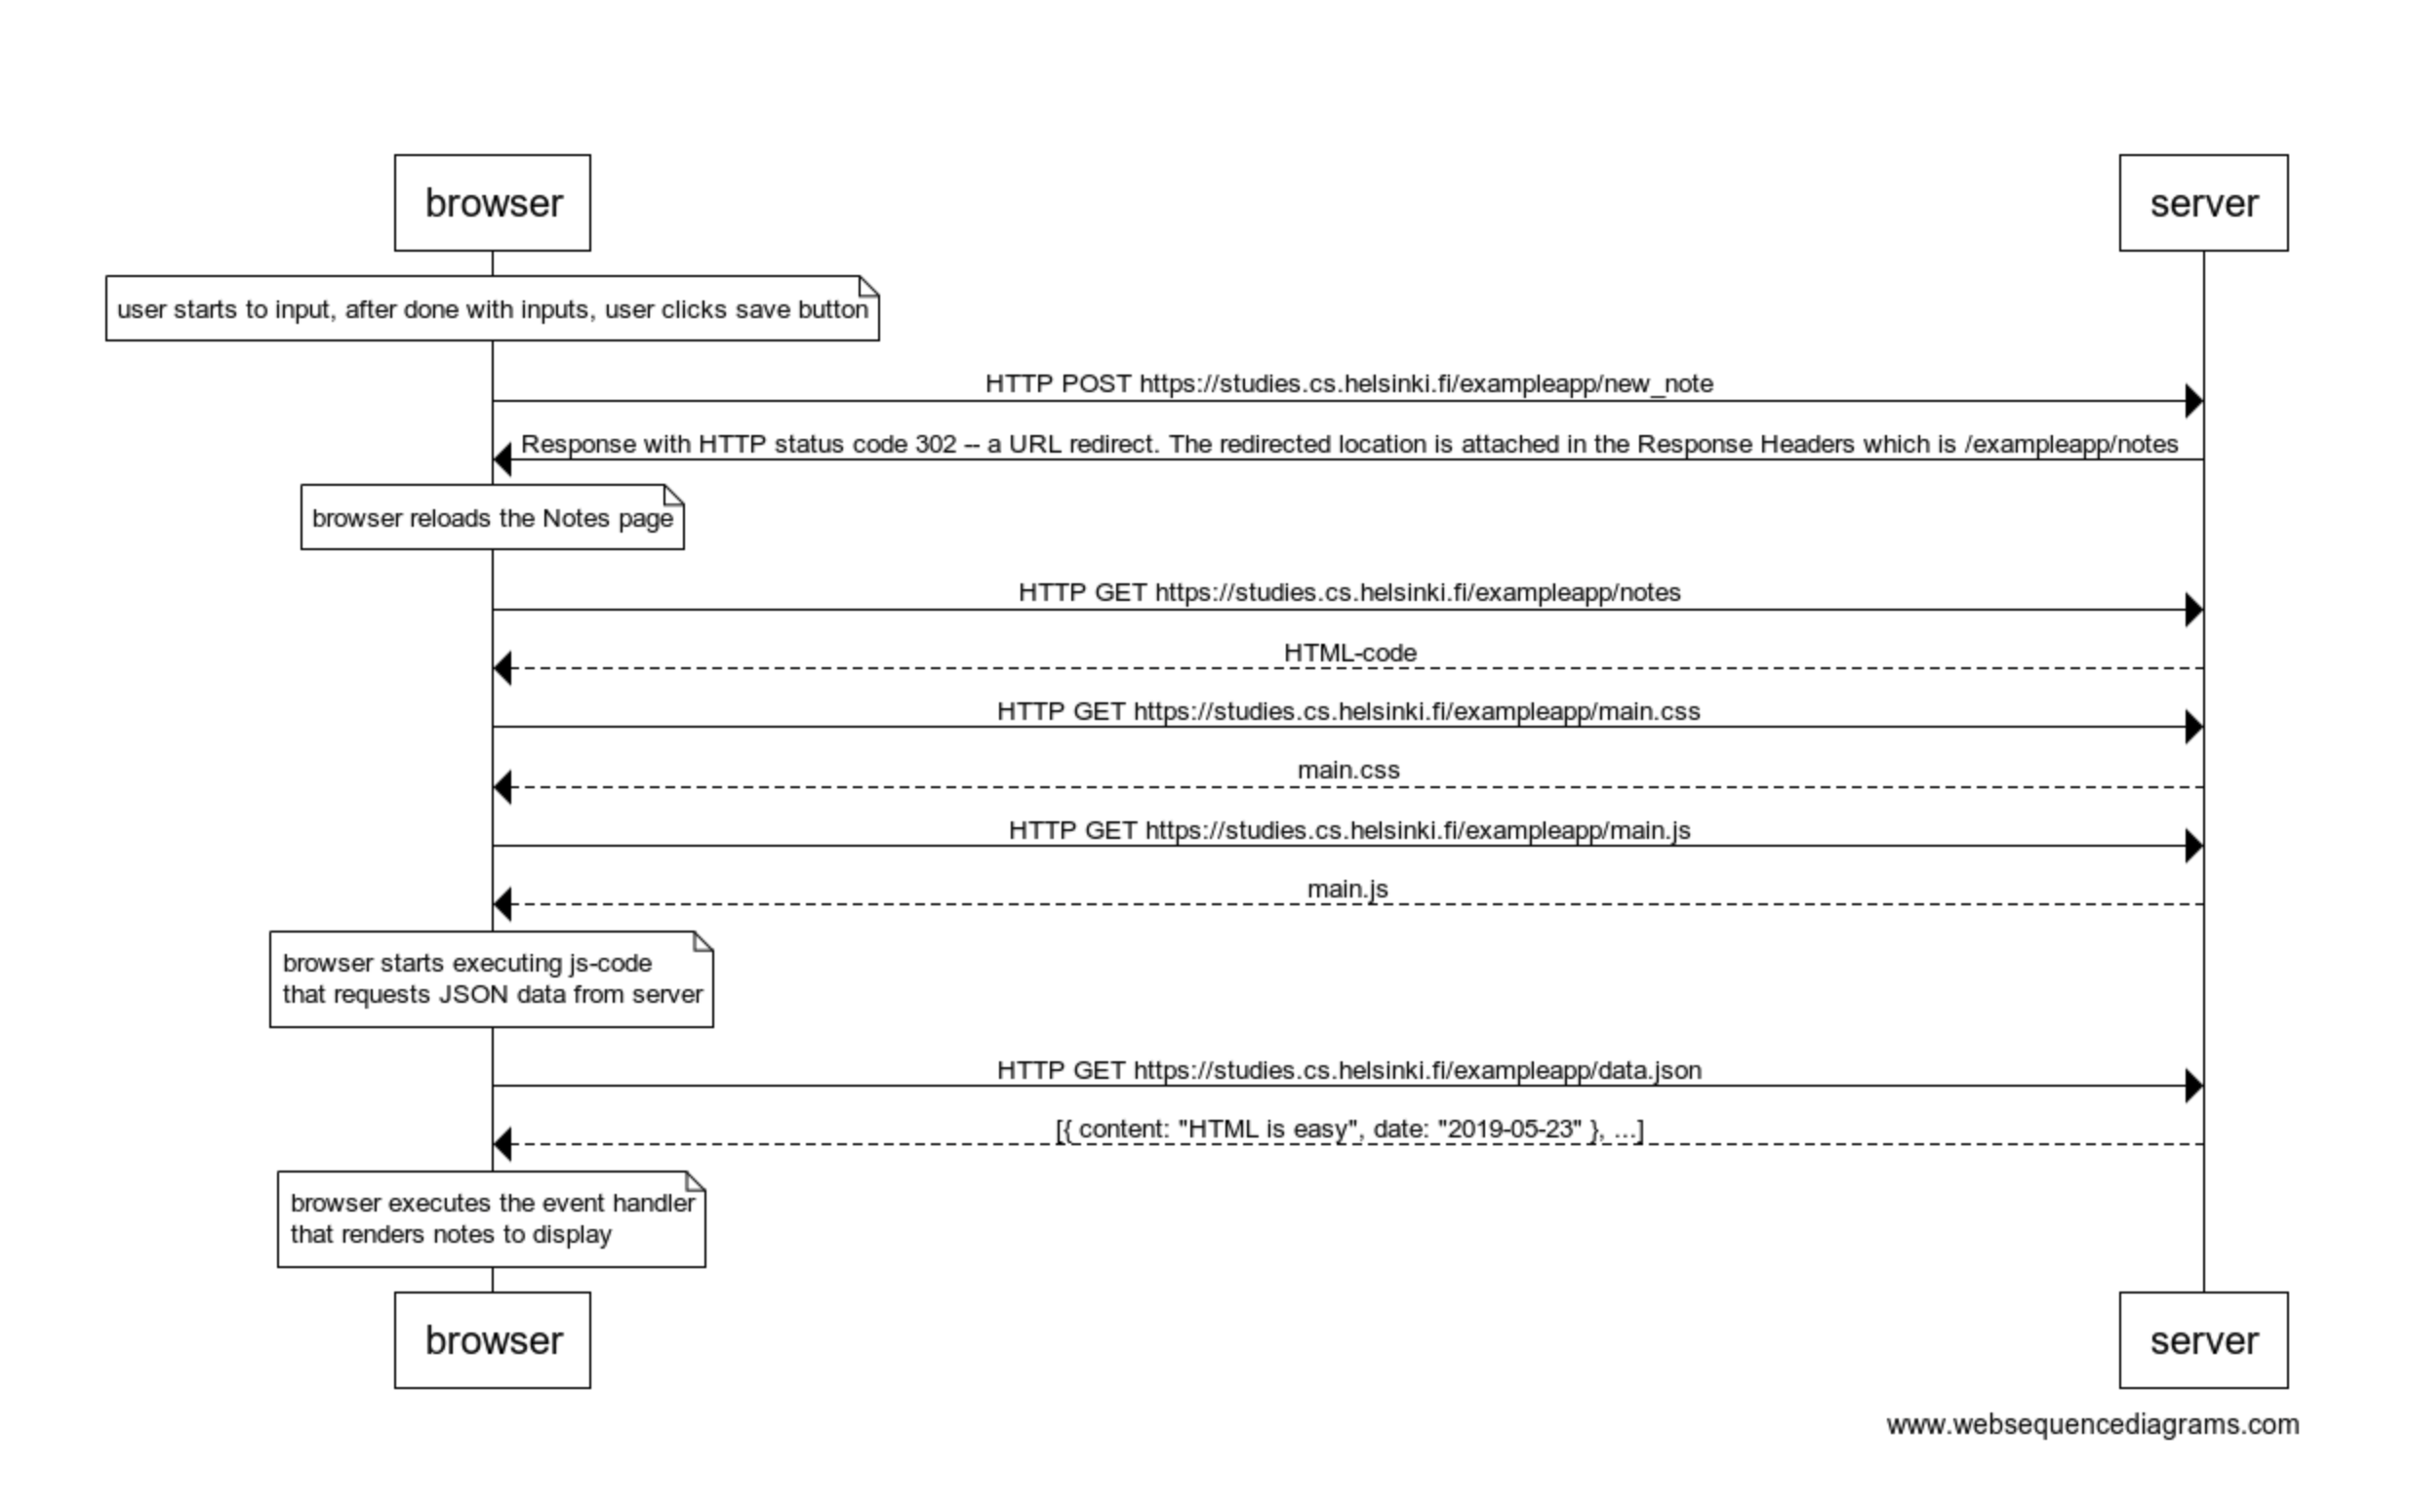 browser
server
user starts to input, after done with inputs, user clicks save button
HTTP POST https://studies.cs.helsinki.fi/exampleapp/new_note
Response with HTTP status code 302 -- a URL redirect. The redirected location is attached in the Response Headers which is /exampleapp/notes
browser reloads the Notes page
HTTP GET https://studies.cs.helsinki.fi/exampleapp/notes
HTML-code
HTTP GET https://studies.cs.helsinki.fi/exampleapp/main.css
main.css
HTTP GET https://studies.cs.helsinki.fi/exampleapp/main.js
main.js
browser starts executing js-code
that requests JSON data from server
HTTP GET https://studies.cs.helsinki.fi/exampleapp/data.json
[{ content: "HTML is easy", date: "2019-05-23" }, ...]
browser executes the event handler
that renders notes to display
browser
server
www.websequencediagrams.com